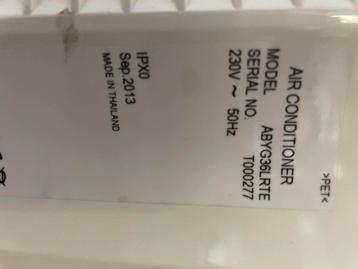 >PET<
AIR CONDITIONER
MODEL ABYG36LRTE
SERIAL NO. T000277
230V ~ 50Hz
IPX0
Sep.2013
MADE IN THAILAND